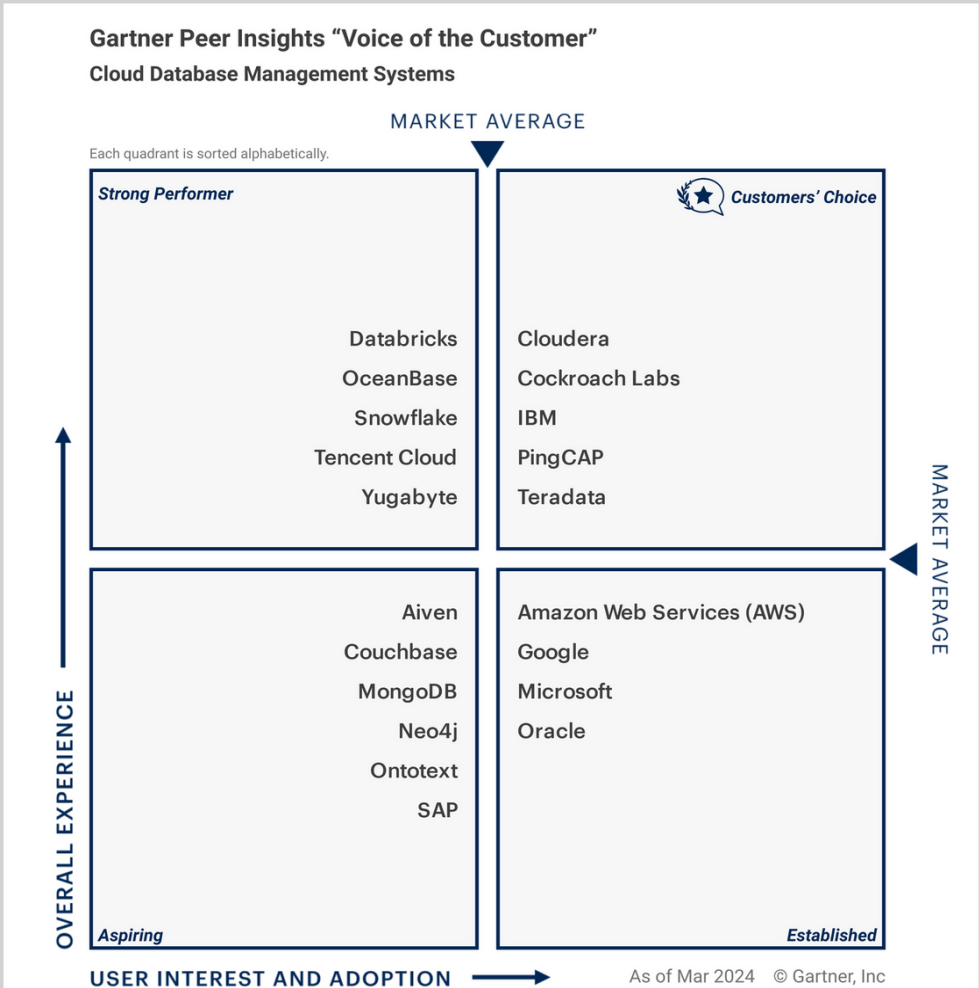 Gartner Peer Insights “Voice of the Customer”
Cloud Database Management Systems
MARKET AVERAGE
Each quadrant is sorted alphabetically.
Strong Performer
Databricks
OceanBase
Snowflake
Tencent Cloud
Yugabyte
Customers’ Choice
Cloudera
Cockroach Labs
IBM
PingCAP
Teradata
MARKET AVERAGE
Aiven
Couchbase
MongoDB
Neo4j
Ontotext
SAP
Aspiring
Amazon Web Services (AWS)
Google
Microsoft
Oracle
Established
OVERALL EXPERIENCE
USER INTEREST AND ADOPTION
As of Mar 2024 © Gartner, Inc